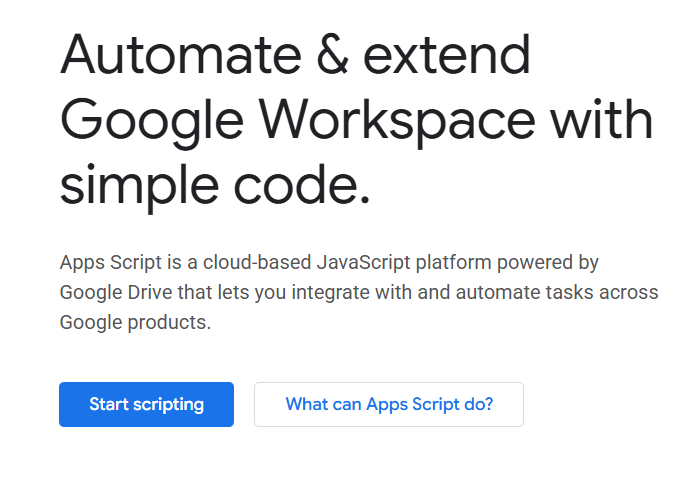 Automate & extend
Google Workspace with
simple code.
Apps Script is a cloud-based JavaScript platform powered by
Google Drive that lets you integrate with and automate tasks across
Google products.
Start scripting
What can Apps Script do?